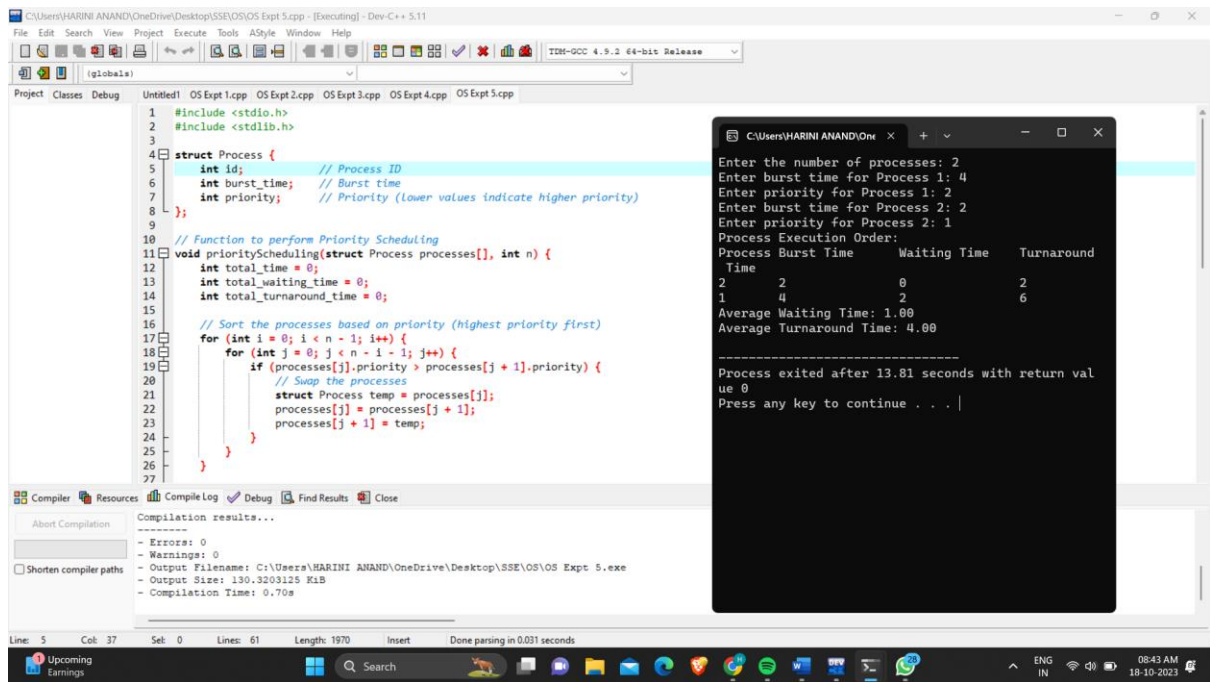 C:\Users\HARINI ANAND\OneDrive\Desktop\SSE\OS\OS Expt 5.cpp - [Executing] - Dev-C++ 5.11
File Edit Search View Project Execute Tools AStyle Window Help
TDM-GCC 4.9.2 64-bit Release
(globals)
Project Classes Debug
Untitled1 OS Expt 1.cpp OS Expt 2.cpp OS Expt 3.cpp OS Expt 4.cpp OS Expt 5.cpp
1 #include <stdio.h>
2 #include <stdlib.h>
3
4 struct Process {
5 int id; // Process ID
6 int burst_time; // Burst time
7 int priority; // Priority (lower values indicate higher priority)
8 };
9
10 // Function to perform Priority Scheduling
11 void priorityScheduling(struct Process processes[], int n) {
12 int total_time = 0;
13 int total_waiting_time = 0;
14 int total_turnaround_time = 0;
15
16 // Sort the processes based on priority (highest priority first)
17 for (int i = 0; i < n - 1; i++) {
18 for (int j = 0; j < n - i - 1; j++) {
19 if (processes[j].priority > processes[j + 1].priority) {
20 // Swap the processes
21 struct Process temp = processes[j];
22 processes[j] = processes[j + 1];
23 processes[j + 1] = temp;
24 }
25 }
26 }
27
C:\Users\HARINI ANAND\One
Enter the number of processes: 2
Enter burst time for Process 1: 4
Enter priority for Process 1: 2
Enter burst time for Process 2: 2
Enter priority for Process 2: 1
Process Execution Order:
Process Burst Time Waiting Time Turnaround
Time
2 2 0 2
1 4 2 6
Average Waiting Time: 1.00
Average Turnaround Time: 4.00
--------------------------------
Process exited after 13.81 seconds with return val
ue 0
Press any key to continue . . .
Compiler Resources Compile Log Debug Find Results Close
Abort Compilation
Shorten compiler paths
Compilation results...
--------
- Errors: 0
- Warnings: 0
- Output Filename: C:\Users\HARINI ANAND\OneDrive\Desktop\SSE\OS\OS Expt 5.exe
- Output Size: 130.3203125 KiB
- Compilation Time: 0.70s
Line: 5 Col: 37 Sel: 0 Lines: 61 Length: 1970 Insert Done parsing in 0.031 seconds
1 Upcoming
Earnings
Search
DEV
28
ENG
IN
08:43 AM
18-10-2023